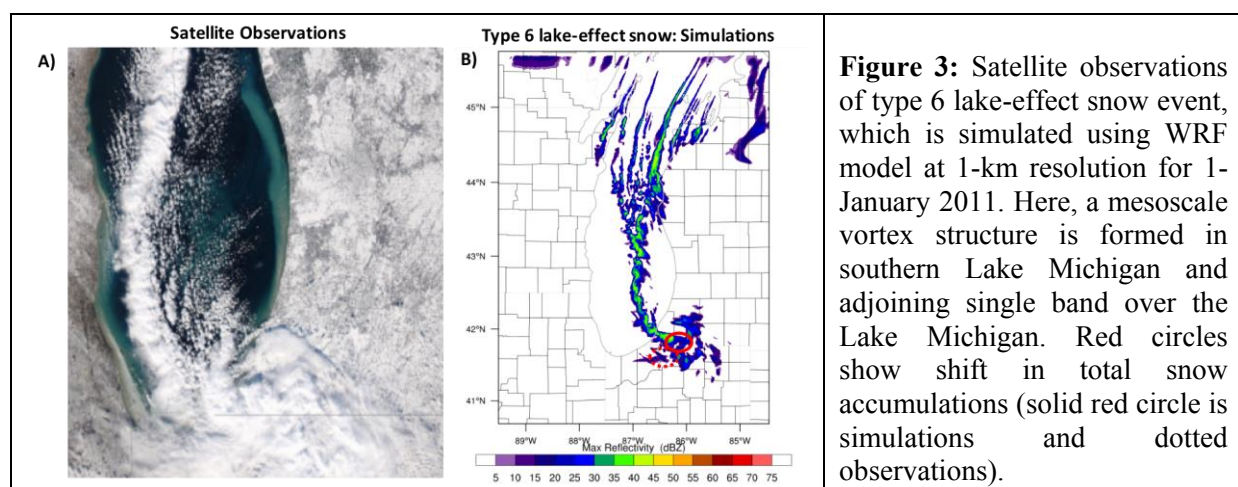 Satellite Observations
A)
Type 6 lake-effect snow: Simulations
B)
45°N
44°N
43°N
42°N
41°N
89°W 88°W 87°W 86°W 85°W
Max Reflectivity (dBZ)
5 10 15 20 25 30 35 40 45 50 55 60 65 70 75
Figure 3: Satellite observations
of type 6 lake-effect snow event,
which is simulated using WRF
model at 1-km resolution for 1-
January 2011. Here, a mesoscale
vortex structure is formed in
southern Lake Michigan and
adjoining single band over the
Lake Michigan. Red circles
show shift in total snow
accumulations (solid red circle is
simulations and dotted
observations).